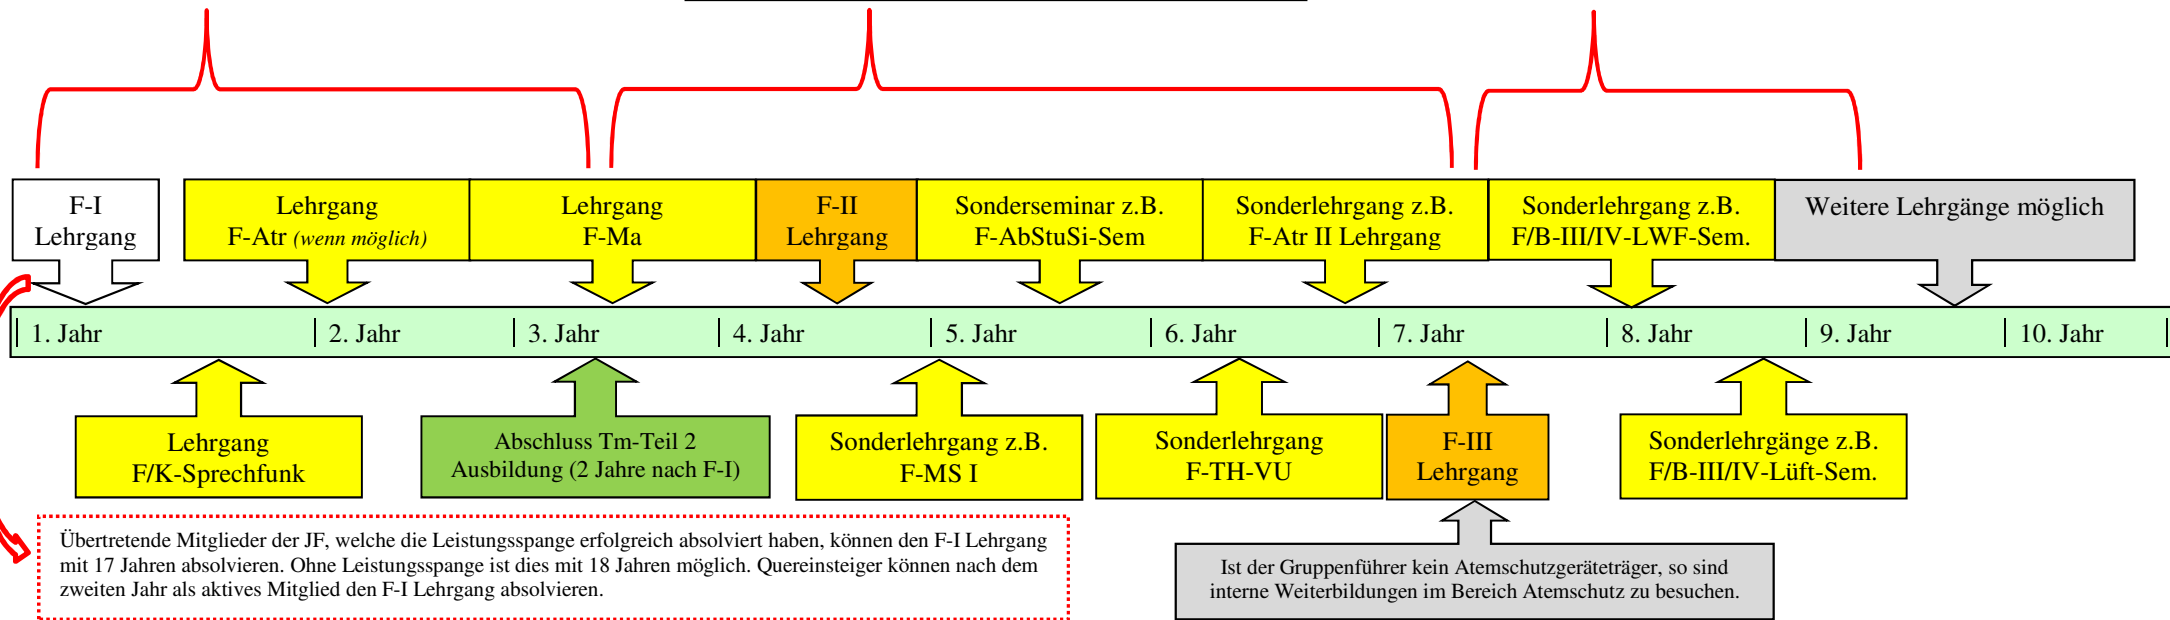 F-I
Lehrgang
Lehrgang
F-Atr (wenn möglich)
Lehrgang
F-Ma
F-II
Lehrgang
Sonderseminar z.B.
F-AbStuSi-Sem
Sonderlehrgang z.B.
F-Atr II Lehrgang
Sonderlehrgang z.B.
F/B-III/IV-LWF-Sem.
Weitere Lehrgänge möglich
1. Jahr
2. Jahr
3. Jahr
4. Jahr
5. Jahr
6. Jahr
7. Jahr
8. Jahr
9. Jahr
10. Jahr
Lehrgang
F/K-Sprechfunk
Abschluss Tm-Teil 2
Ausbildung (2 Jahre nach F-I)
Sonderlehrgang z.B.
F-MS I
Sonderlehrgang
F-TH-VU
F-III
Lehrgang
Sonderlehrgänge z.B.
F/B-III/IV-Lüft-Sem.
Übertretende Mitglieder der JF, welche die Leistungsspange erfolgreich absolviert haben, können den F-I Lehrgang
mit 17 Jahren absolvieren. Ohne Leistungsspange ist dies mit 18 Jahren möglich. Quereinsteiger können nach dem
zweiten Jahr als aktives Mitglied den F-I Lehrgang absolvieren.
Ist der Gruppenführer kein Atemschutzgeräteträger, so sind
interne Weiterbildungen im Bereich Atemschutz zu besuchen.